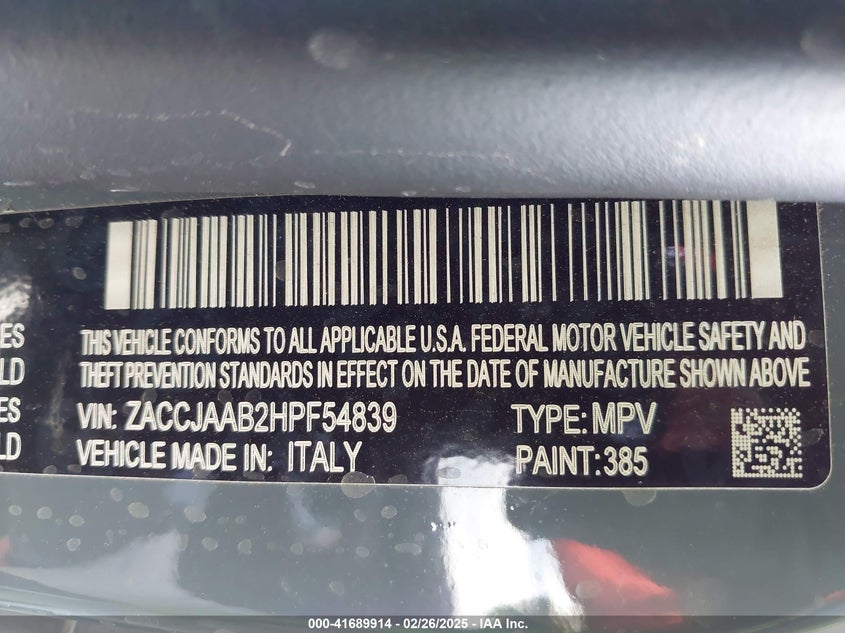 ES
LD
ES
LD
THIS VEHICLE CONFORMS TO ALL APPLICABLE U.S.A. FEDERAL MOTOR VEHICLE SAFETY AND
THEFT PREVENTION STANDARDS IN EFFECT ON THE DATE OF MANUFACTURE SHOWN ABOVE
VIN: ZACCJAAB2HPF54839 TYPE: MPV
VEHICLE MADE IN: ITALY PAINT: 385
000-41689914 - 02/26/2025 - IAA Inc.